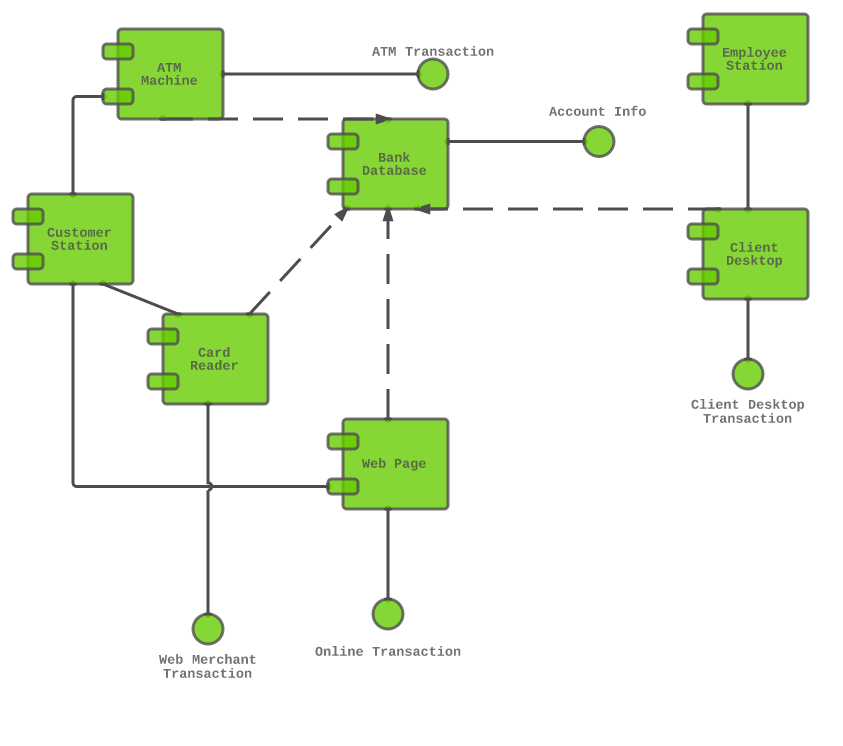 ATM Transaction
Employee
Station
ATM
Machine
Account Info
Bank
Database
Customer
Station
Client
Desktop
Card
Reader
Client Desktop
Transaction
Web Page
Online Transaction
Web Merchant
Transaction